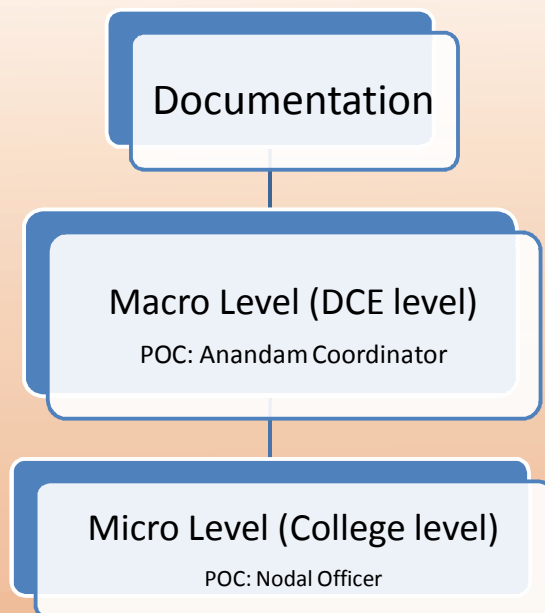 Documentation
Macro Level (DCE level)
POC: Anandam Coordinator
Micro Level (College level)
POC: Nodal Officer